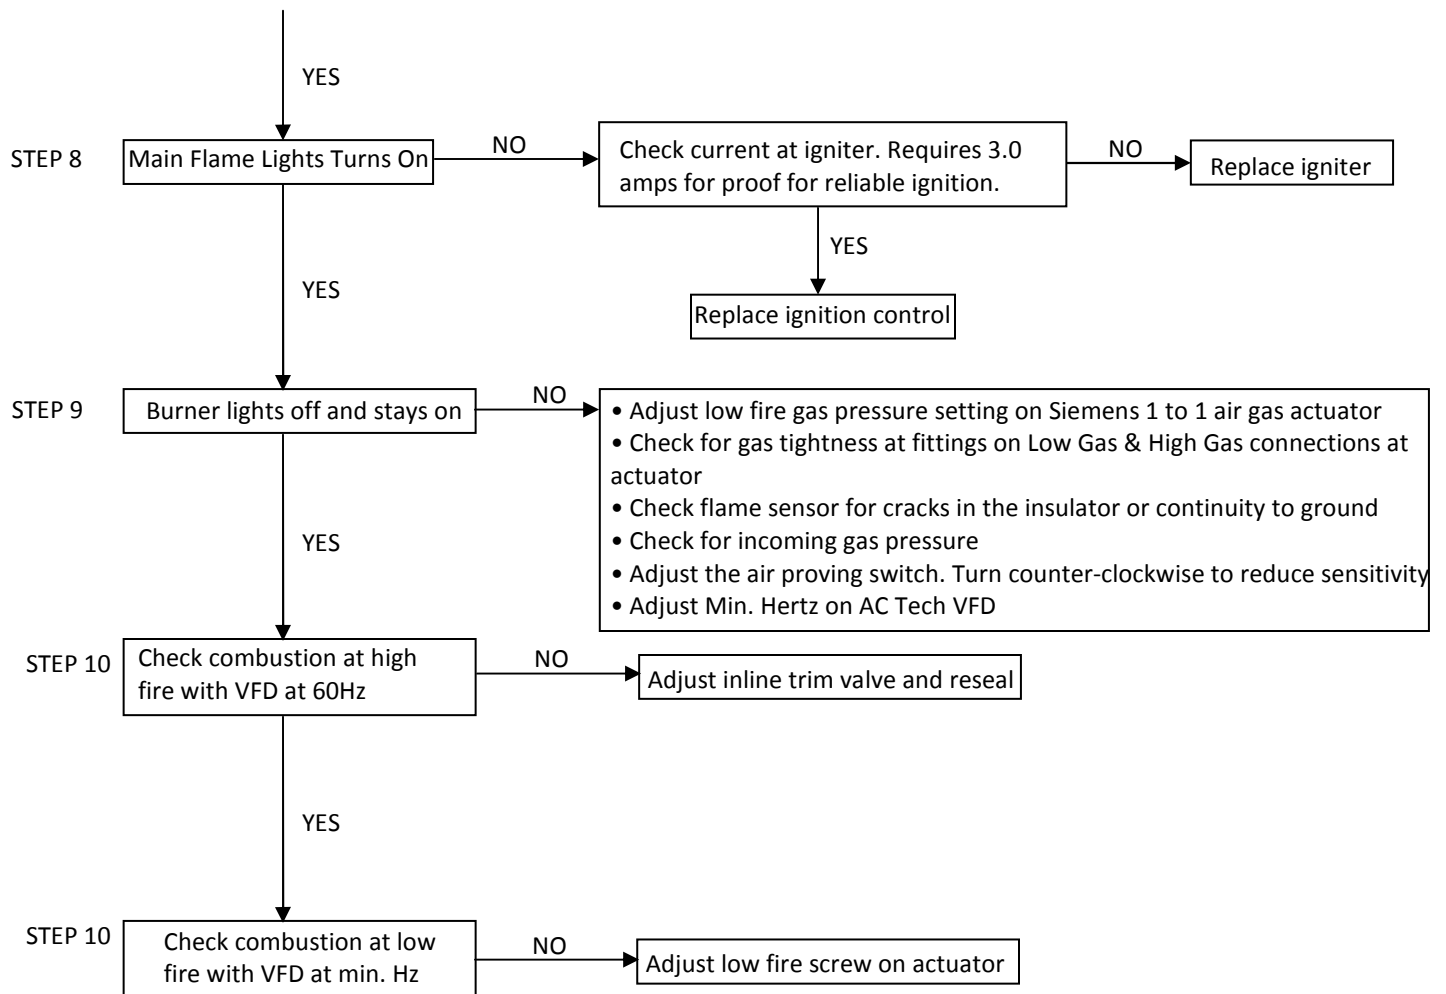 YES
STEP 8
Main Flame Lights Turns On
NO
Check current at igniter. Requires 3.0
amps for proof for reliable ignition.
NO
Replace igniter
YES
Replace ignition control
YES
STEP 9
Burner lights off and stays on
NO
• Adjust low fire gas pressure setting on Siemens 1 to 1 air gas actuator
• Check for gas tightness at fittings on Low Gas & High Gas connections at
actuator
• Check flame sensor for cracks in the insulator or continuity to ground
• Check for incoming gas pressure
• Adjust the air proving switch. Turn counter-clockwise to reduce sensitivity
• Adjust Min. Hertz on AC Tech VFD
YES
STEP 10
Check combustion at high
fire with VFD at 60Hz
NO
Adjust inline trim valve and reseal
YES
STEP 10
Check combustion at low
fire with VFD at min. Hz
NO
Adjust low fire screw on actuator